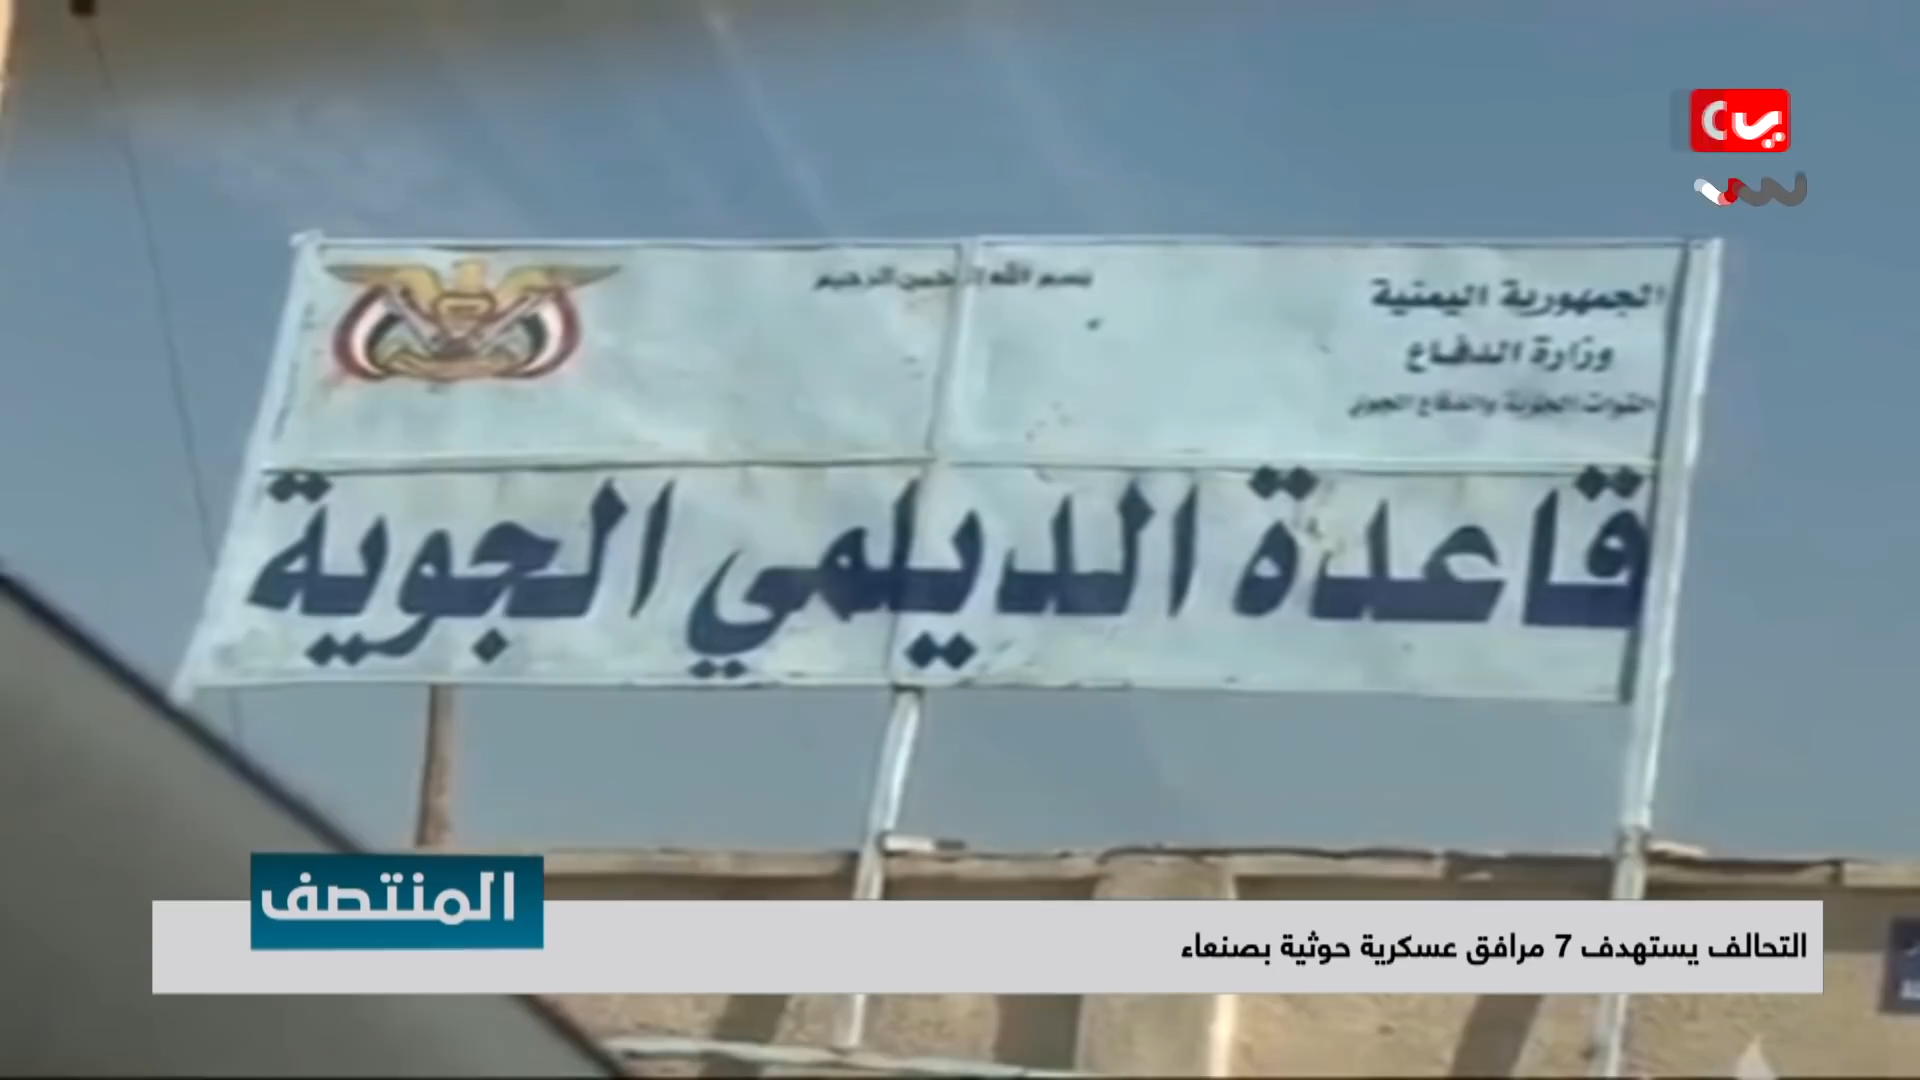 بسم الله الرحمن الرحيم
الجمهورية اليمنية
وزارة الدفاع
القوات الجوية والدفاع الجوي
قاعدة الديلمي الجوية
المنتصف
التحالف يستهدف 7 مرافق عسكرية حوثية بصنعاء